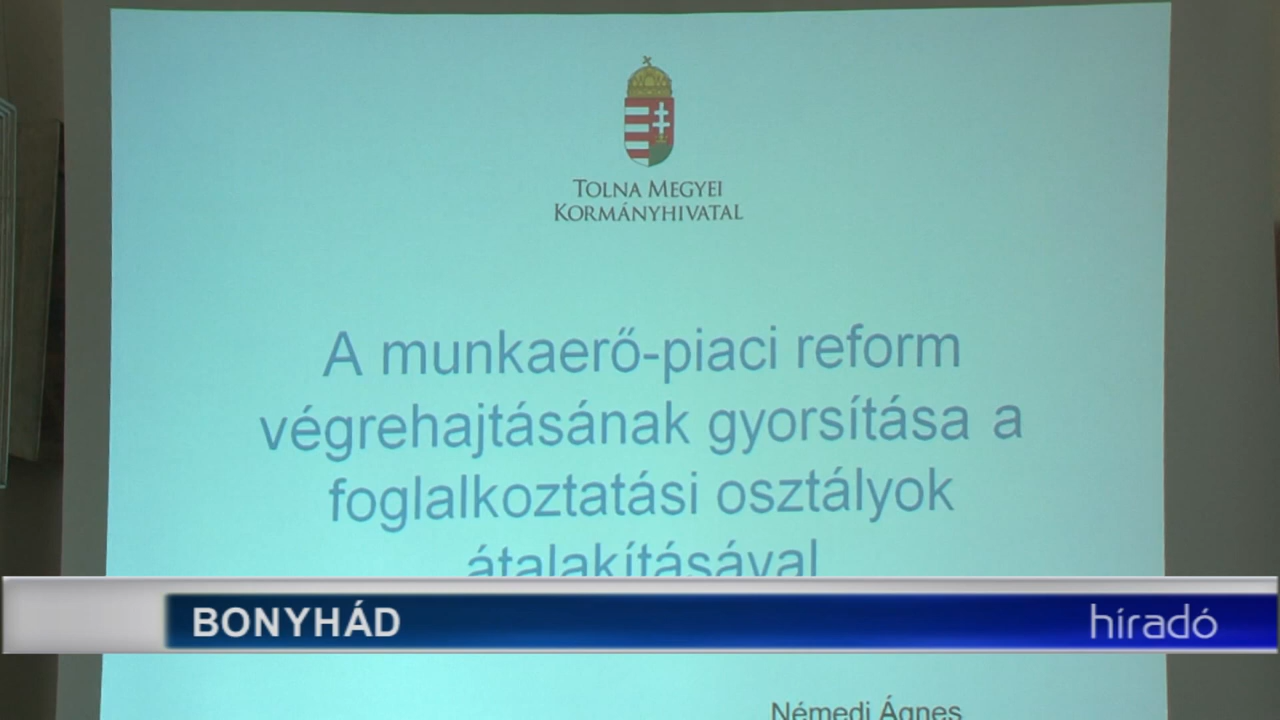 TOLNA MEGYEI
KORMÁNYHIVATAL
A munkaerő-piaci reform
végrehajtásának gyorsítása a
foglalkoztatási osztályok
átalakításával
BONYHÁD
híradó
Némedi Ágnes